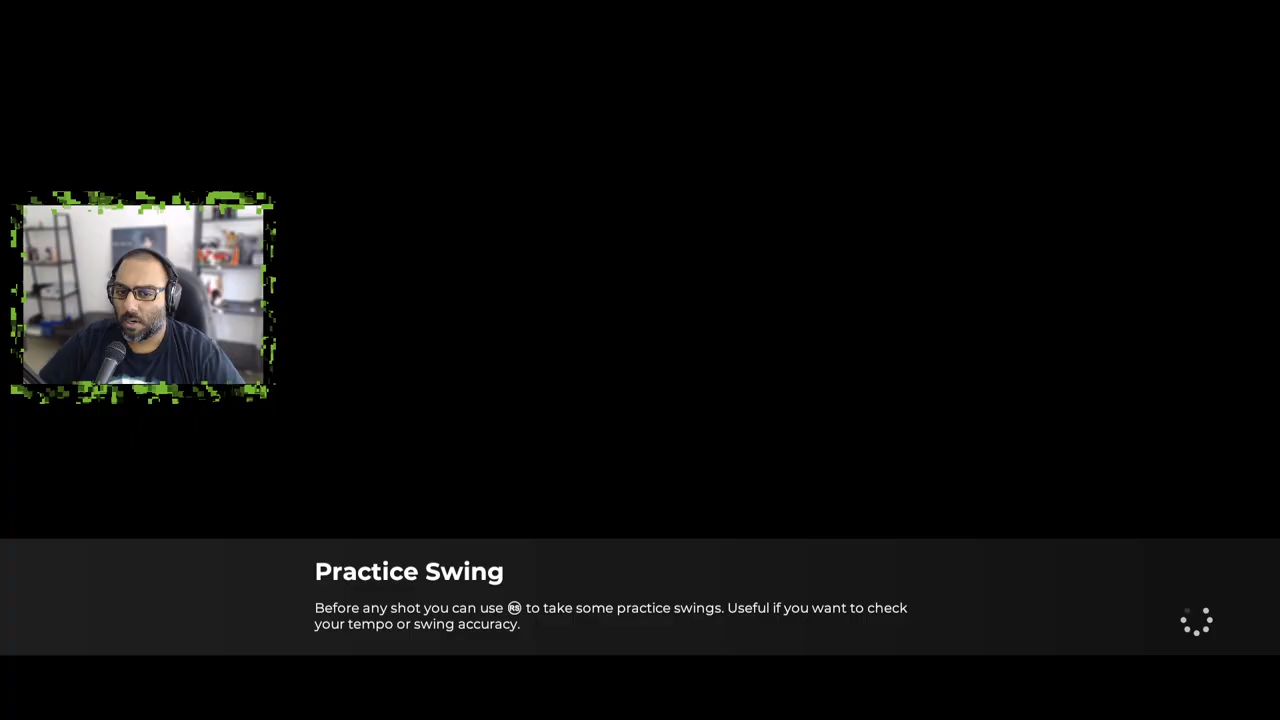 Practice Swing
Before any shot you can use RS to take some practice swings. Useful if you want to check
your tempo or swing accuracy.